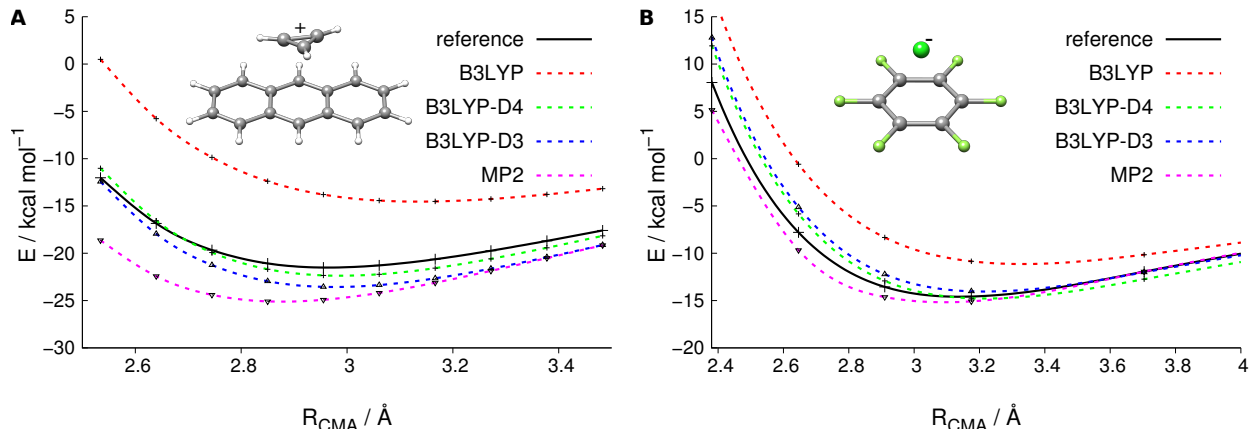 A
5
0
−5
−10
−15
−20
−25
−30
E / kcal mol⁻¹
2.6
2.8
3
3.2
3.4
R_CMA / Å
+
reference
B3LYP
B3LYP-D4
B3LYP-D3
MP2
B
15
10
5
0
−5
−10
−15
−20
E / kcal mol⁻¹
2.4
2.6
2.8
3
3.2
3.4
3.6
3.8
4
R_CMA / Å
-
reference
B3LYP
B3LYP-D4
B3LYP-D3
MP2